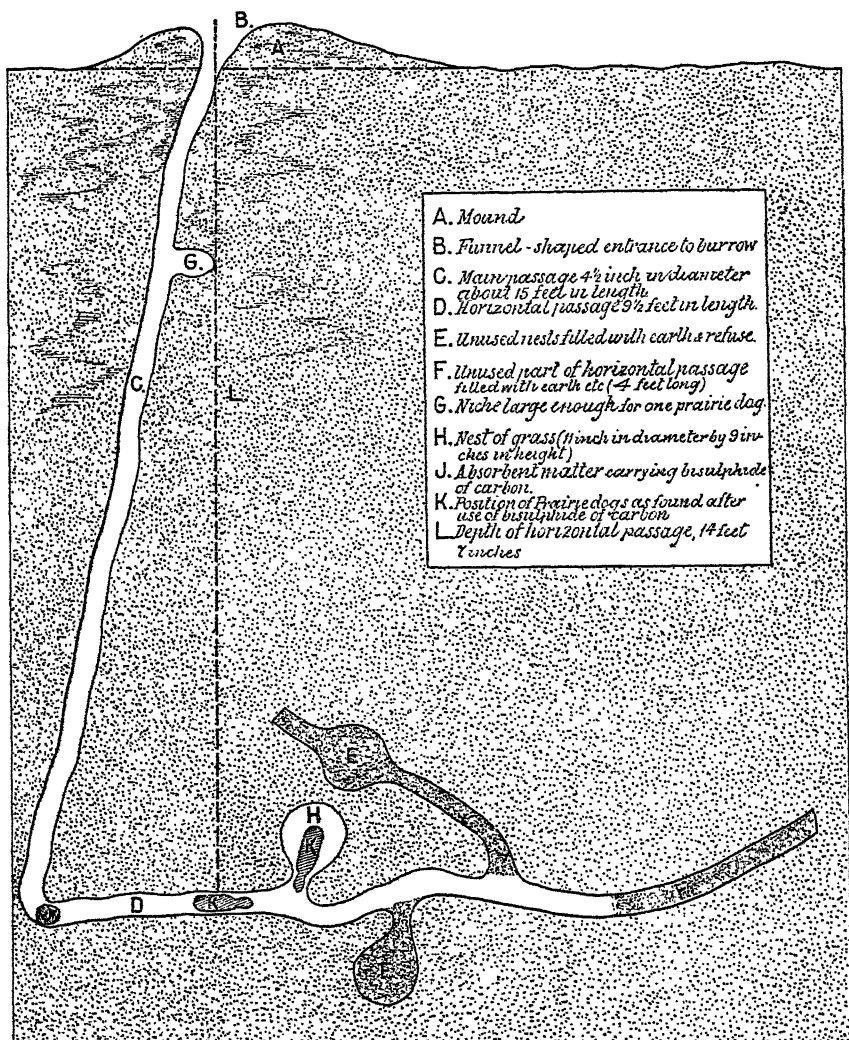 B.
A
A. Mound
B. Funnel-shaped entrance to burrow
C. Main passage 4½ inch in diameter
about 15 feet in length
D. Horizontal passage 9½ feet in length.
E. Unused nests filled with earth & refuse.
F. Unused part of horizontal passage
filled with earth etc (4 feet long)
G. Niche large enough for one prairie dog
H. Nest of grass (11 inch in diameter by 9 in-
ches in height)
J. Absorbent matter carrying bisulphide
of carbon.
K. Position of Prairie dogs as found after
use of bisulphide of carbon
L Depth of horizontal passage, 14 feet
7 inches
G.
C.
L
E
H
K
D
K
F
E